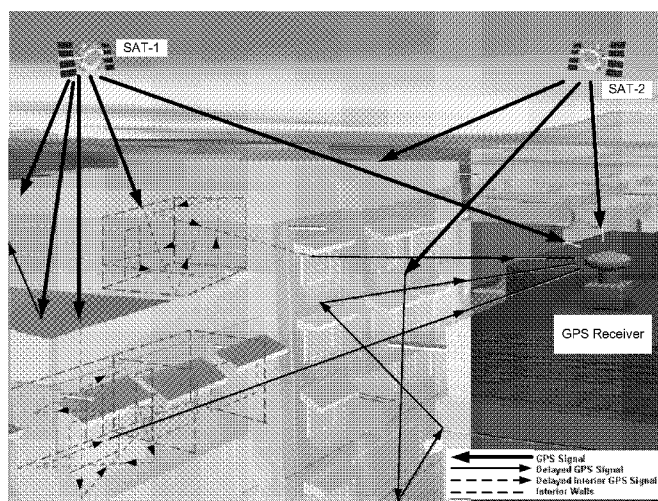 SAT-1
SAT-2
GPS Receiver
GPS Signal
Delayed GPS Signal
Delayed Interior GPS Signal
Interior Walls